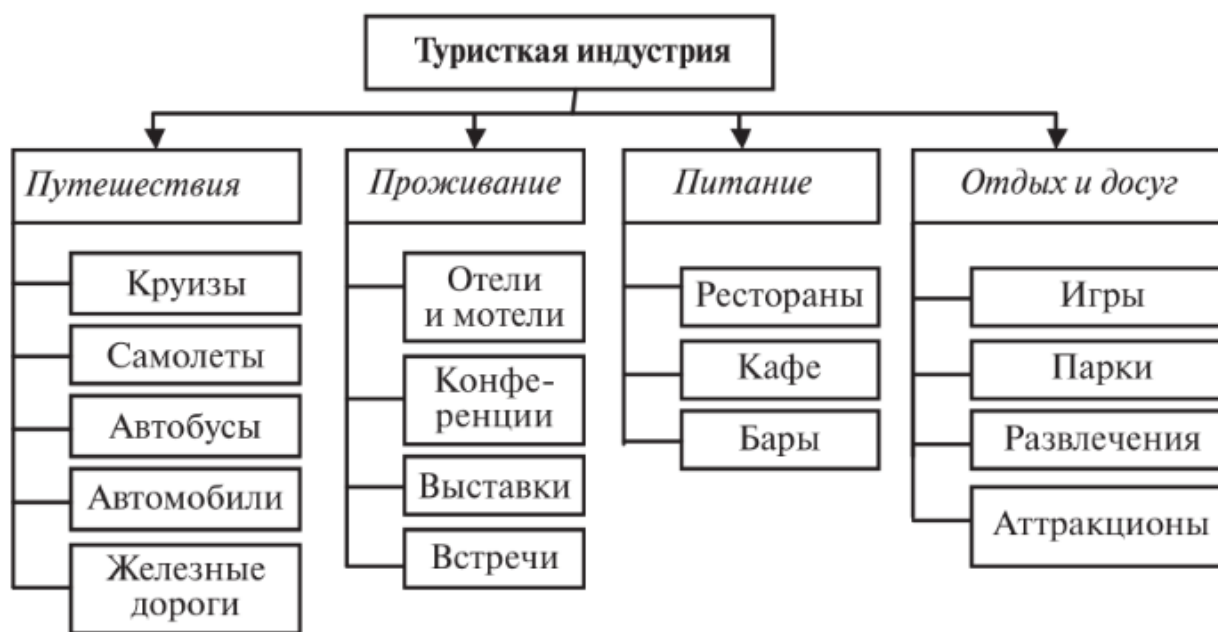 Туристкая индустрия
Путешествия
Круизы
Самолеты
Автобусы
Автомобили
Железные
дороги
Проживание
Отели
и мотели
Конфе-
ренции
Выставки
Встречи
Питание
Рестораны
Кафе
Бары
Отдых и досуг
Игры
Парки
Развлечения
Аттракционы